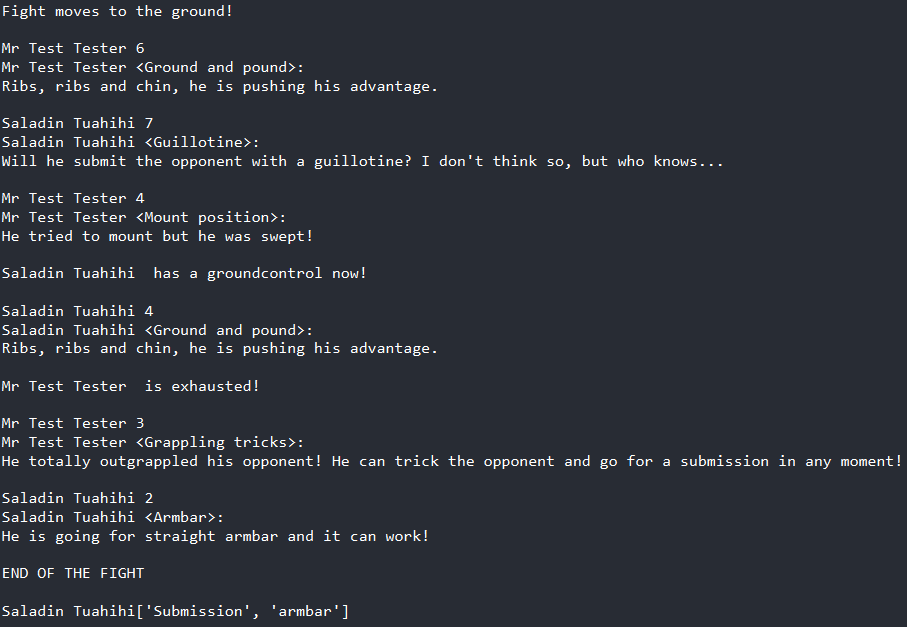 Fight moves to the ground!
Mr Test Tester 6
Mr Test Tester <Ground and pound>:
Ribs, ribs and chin, he is pushing his advantage.
Saladin Tuahihi 7
Saladin Tuahihi <Guillotine>:
Will he submit the opponent with a guillotine? I don't think so, but who knows...
Mr Test Tester 4
Mr Test Tester <Mount position>:
He tried to mount but he was swept!
Saladin Tuahihi  has a groundcontrol now!
Saladin Tuahihi 4
Saladin Tuahihi <Ground and pound>:
Ribs, ribs and chin, he is pushing his advantage.
Mr Test Tester  is exhausted!
Mr Test Tester 3
Mr Test Tester <Grappling tricks>:
He totally outgrappled his opponent! He can trick the opponent and go for a submission in any moment!
Saladin Tuahihi 2
Saladin Tuahihi <Armbar>:
He is going for straight armbar and it can work!
END OF THE FIGHT
Saladin Tuahihi['Submission', 'armbar']